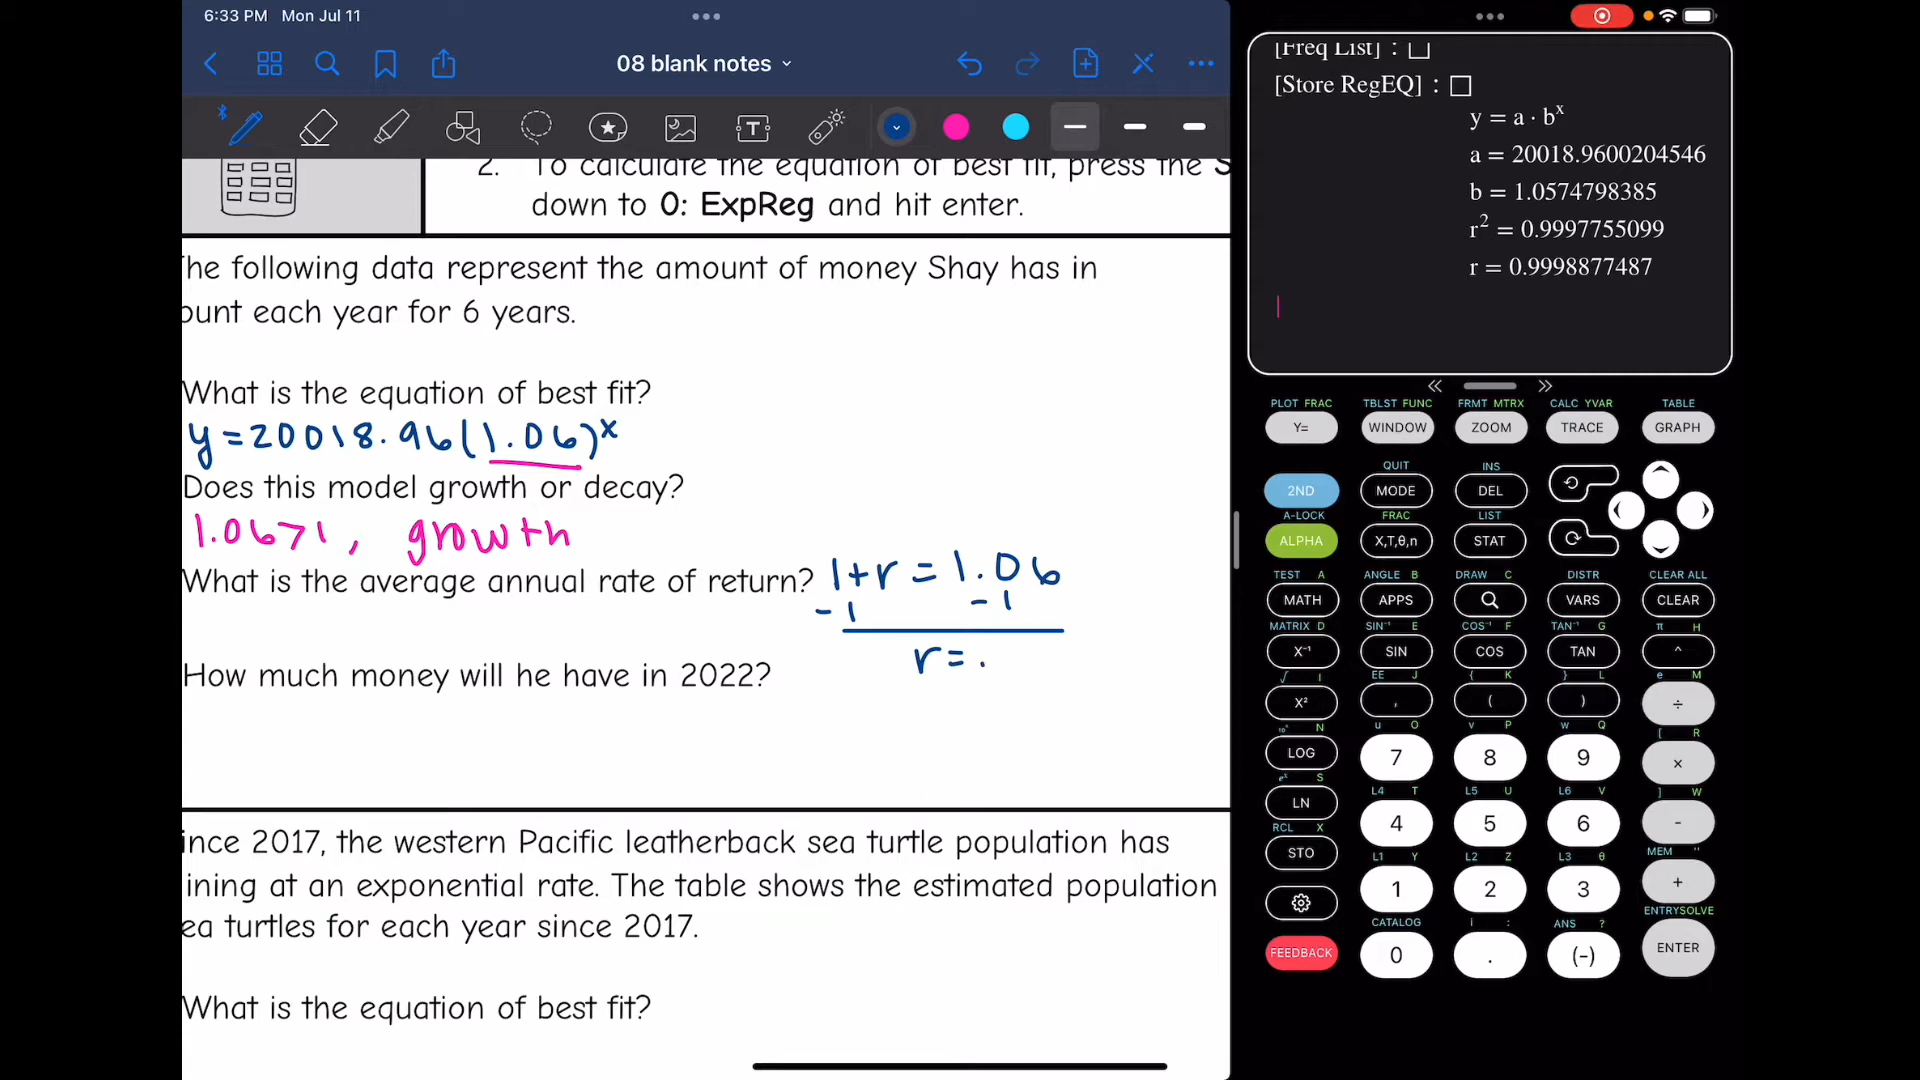 6:33 PM Mon Jul 11
08 blank notes
T
2. To calculate the equation of best fit, press the S
down to 0: ExpReg and hit enter.
The following data represent the amount of money Shay has in
ount each year for 6 years.
What is the equation of best fit?
y=20018.96(1.06)^x
Does this model growth or decay?
1.06>1, growth
What is the average annual rate of return?
1+r=1.06
-1 -1
r=.
How much money will he have in 2022?
ince 2017, the western Pacific leatherback sea turtle population has
ining at an exponential rate. The table shows the estimated population
ea turtles for each year since 2017.
What is the equation of best fit?
[Freq List] : □
[Store RegEQ] : □
y = a · b^x
a = 20018.9600204546
b = 1.0574798385
r² = 0.9997755099
r = 0.9998877487
PLOT FRAC TBLST FUNC FRMT MTRX CALC YVAR TABLE
Y= WINDOW ZOOM TRACE GRAPH
QUIT INS
2ND MODE DEL
A-LOCK FRAC LIST
ALPHA X,T,θ,n STAT
TEST A ANGLE B DRAW C DISTR CLEAR ALL
MATH APPS VARS CLEAR
MATRIX D SIN⁻¹ E COS⁻¹ F TAN⁻¹ G π H
X⁻¹ SIN COS TAN ^
√ I EE J { K } L e M
X² , ( ) ÷
10ˣ N u O v P w Q [ R
LOG 7 8 9 ×
eˣ S L4 T L5 U L6 V ] W
LN 4 5 6 -
RCL X L1 Y L2 Z L3 θ MEM "
STO 1 2 3 +
CATALOG i : ANS ? ENTRY SOLVE
FEEDBACK 0 . (-) ENTER